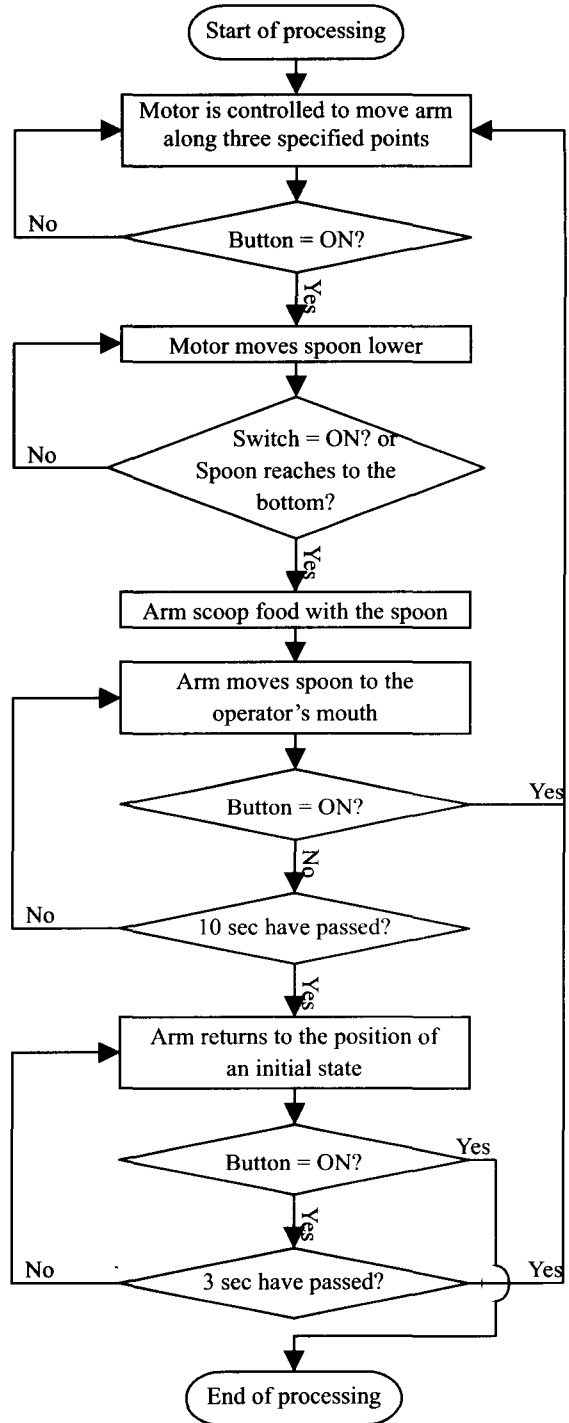 Start of processing
Motor is controlled to move arm
along three specified points
No
Button = ON?
Yes
Motor moves spoon lower
No
Switch = ON? or
Spoon reaches to the
bottom?
Yes
Arm scoop food with the spoon
Arm moves spoon to the
operator's mouth
Button = ON?
Yes
No
No
10 sec have passed?
Yes
Arm returns to the position of
an initial state
Button = ON?
Yes
Yes
No
3 sec have passed?
Yes
End of processing